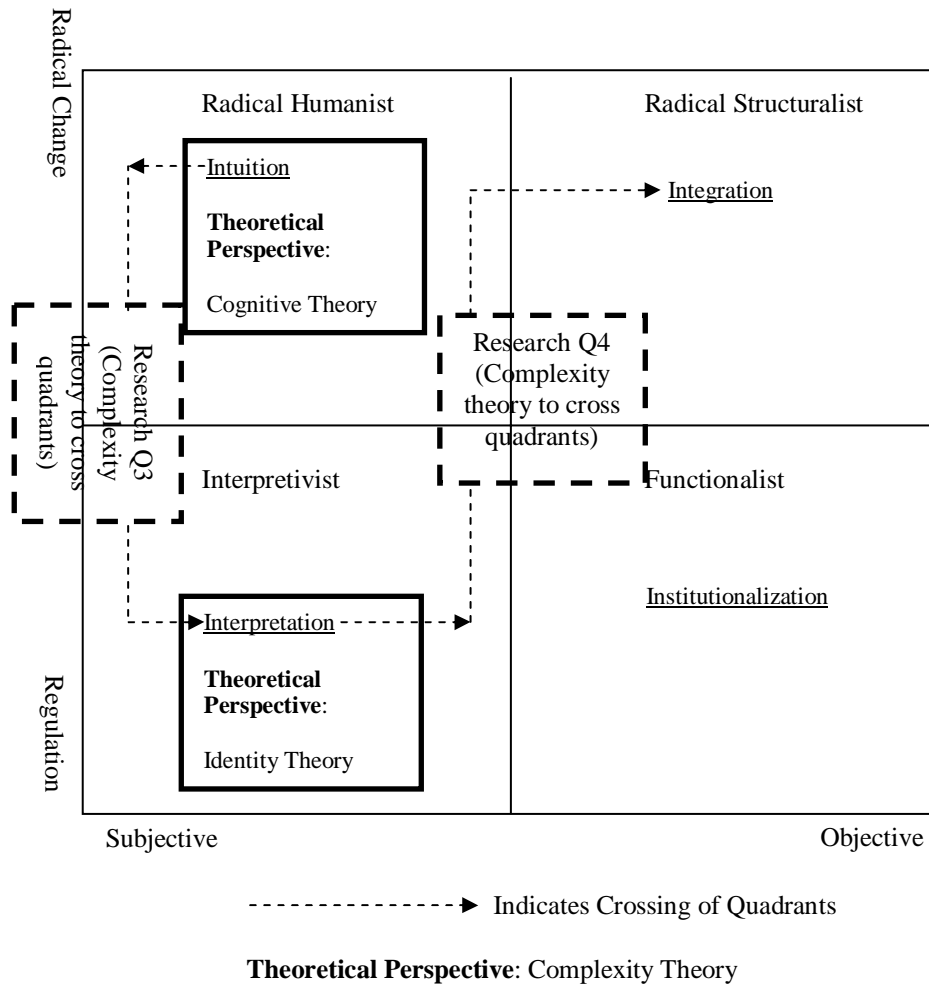 Radical Change
Radical Humanist
Radical Structuralist
Intuition
Theoretical
Perspective:
Cognitive Theory
Integration
Research Q3
(Complexity
theory to cross
quadrants)
Research Q4
(Complexity
theory to cross
quadrants)
Interpretivist
Functionalist
Interpretation
Theoretical
Perspective:
Identity Theory
Institutionalization
Regulation
Subjective
Objective
Indicates Crossing of Quadrants
Theoretical Perspective: Complexity Theory